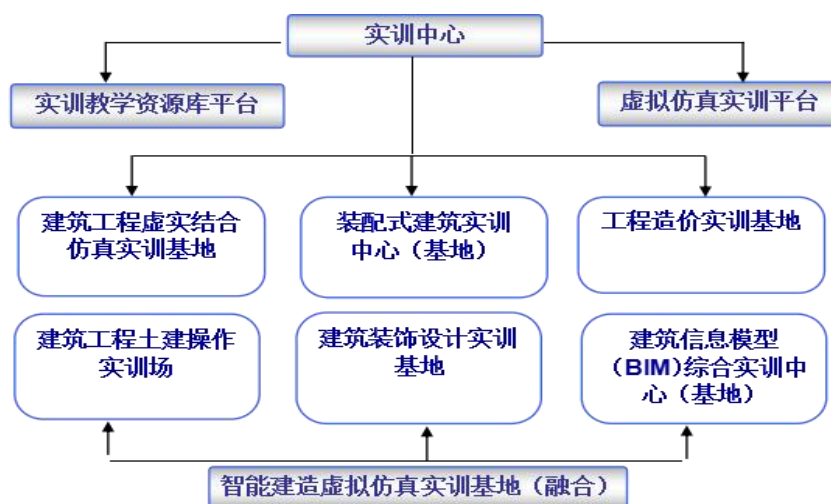 实训中心
实训教学资源库平台
虚拟仿真实训平台
建筑工程虚实结合
仿真实训基地
装配式建筑实训
中心（基地）
工程造价实训基地
建筑工程土建操作
实训场
建筑装饰设计实训
基地
建筑信息模型
（BIM)综合实训中
心（基地）
智能建造虚拟仿真实训基地（融合）